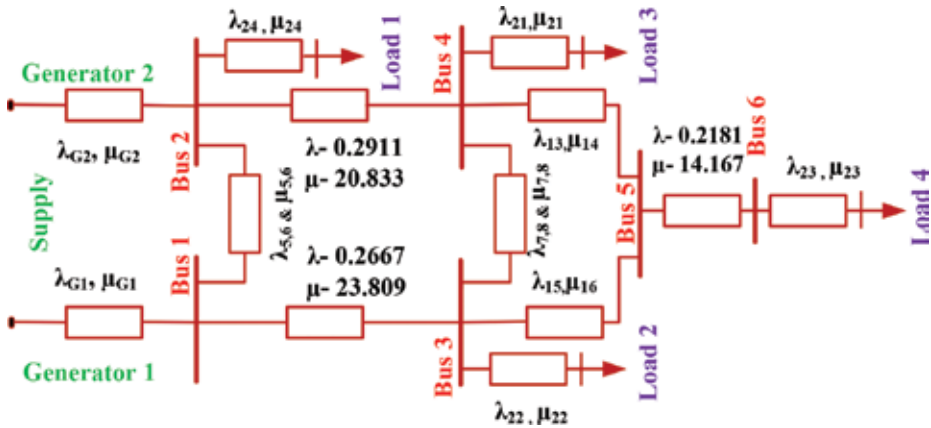 λ24 , μ24
Load 1
λ21,μ21
Load 3
Generator 2
Bus 4
λG2, μG2
Bus 2
λ- 0.2911
μ- 20.833
λ13,μ14
λ- 0.2181
μ- 14.167
Bus 6
λ23 , μ23
Load 4
Supply
λ5,6 & μ5,6
λ7,8 & μ7,8
Bus 5
Bus 1
λ- 0.2667
μ- 23.809
λG1, μG1
λ15,μ16
Generator 1
Bus 3
Load 2
λ22 , μ22